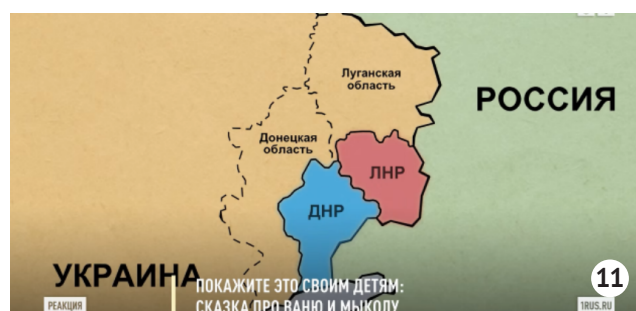 Луганская
область
РОССИЯ
Донецкая
область
ЛНР
ДНР
УКРАИНА
ПОКАЖИТЕ ЭТО СВОИМ ДЕТЯМ:
СКАЗКА ПРО ВАНЮ И МЫКОЛУ
РЕАКЦИЯ
1RUS.RU
11